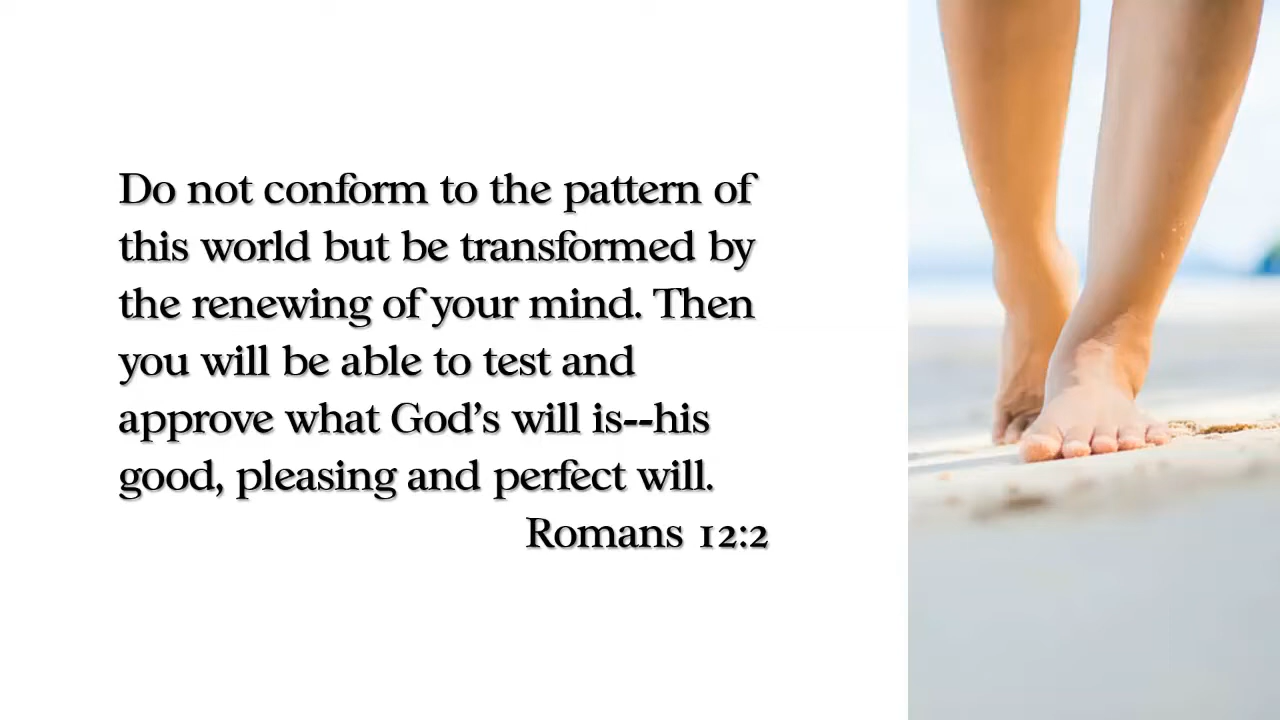 Do not conform to the pattern of
this world but be transformed by
the renewing of your mind. Then
you will be able to test and
approve what God’s will is--his
good, pleasing and perfect will.
Romans 12:2